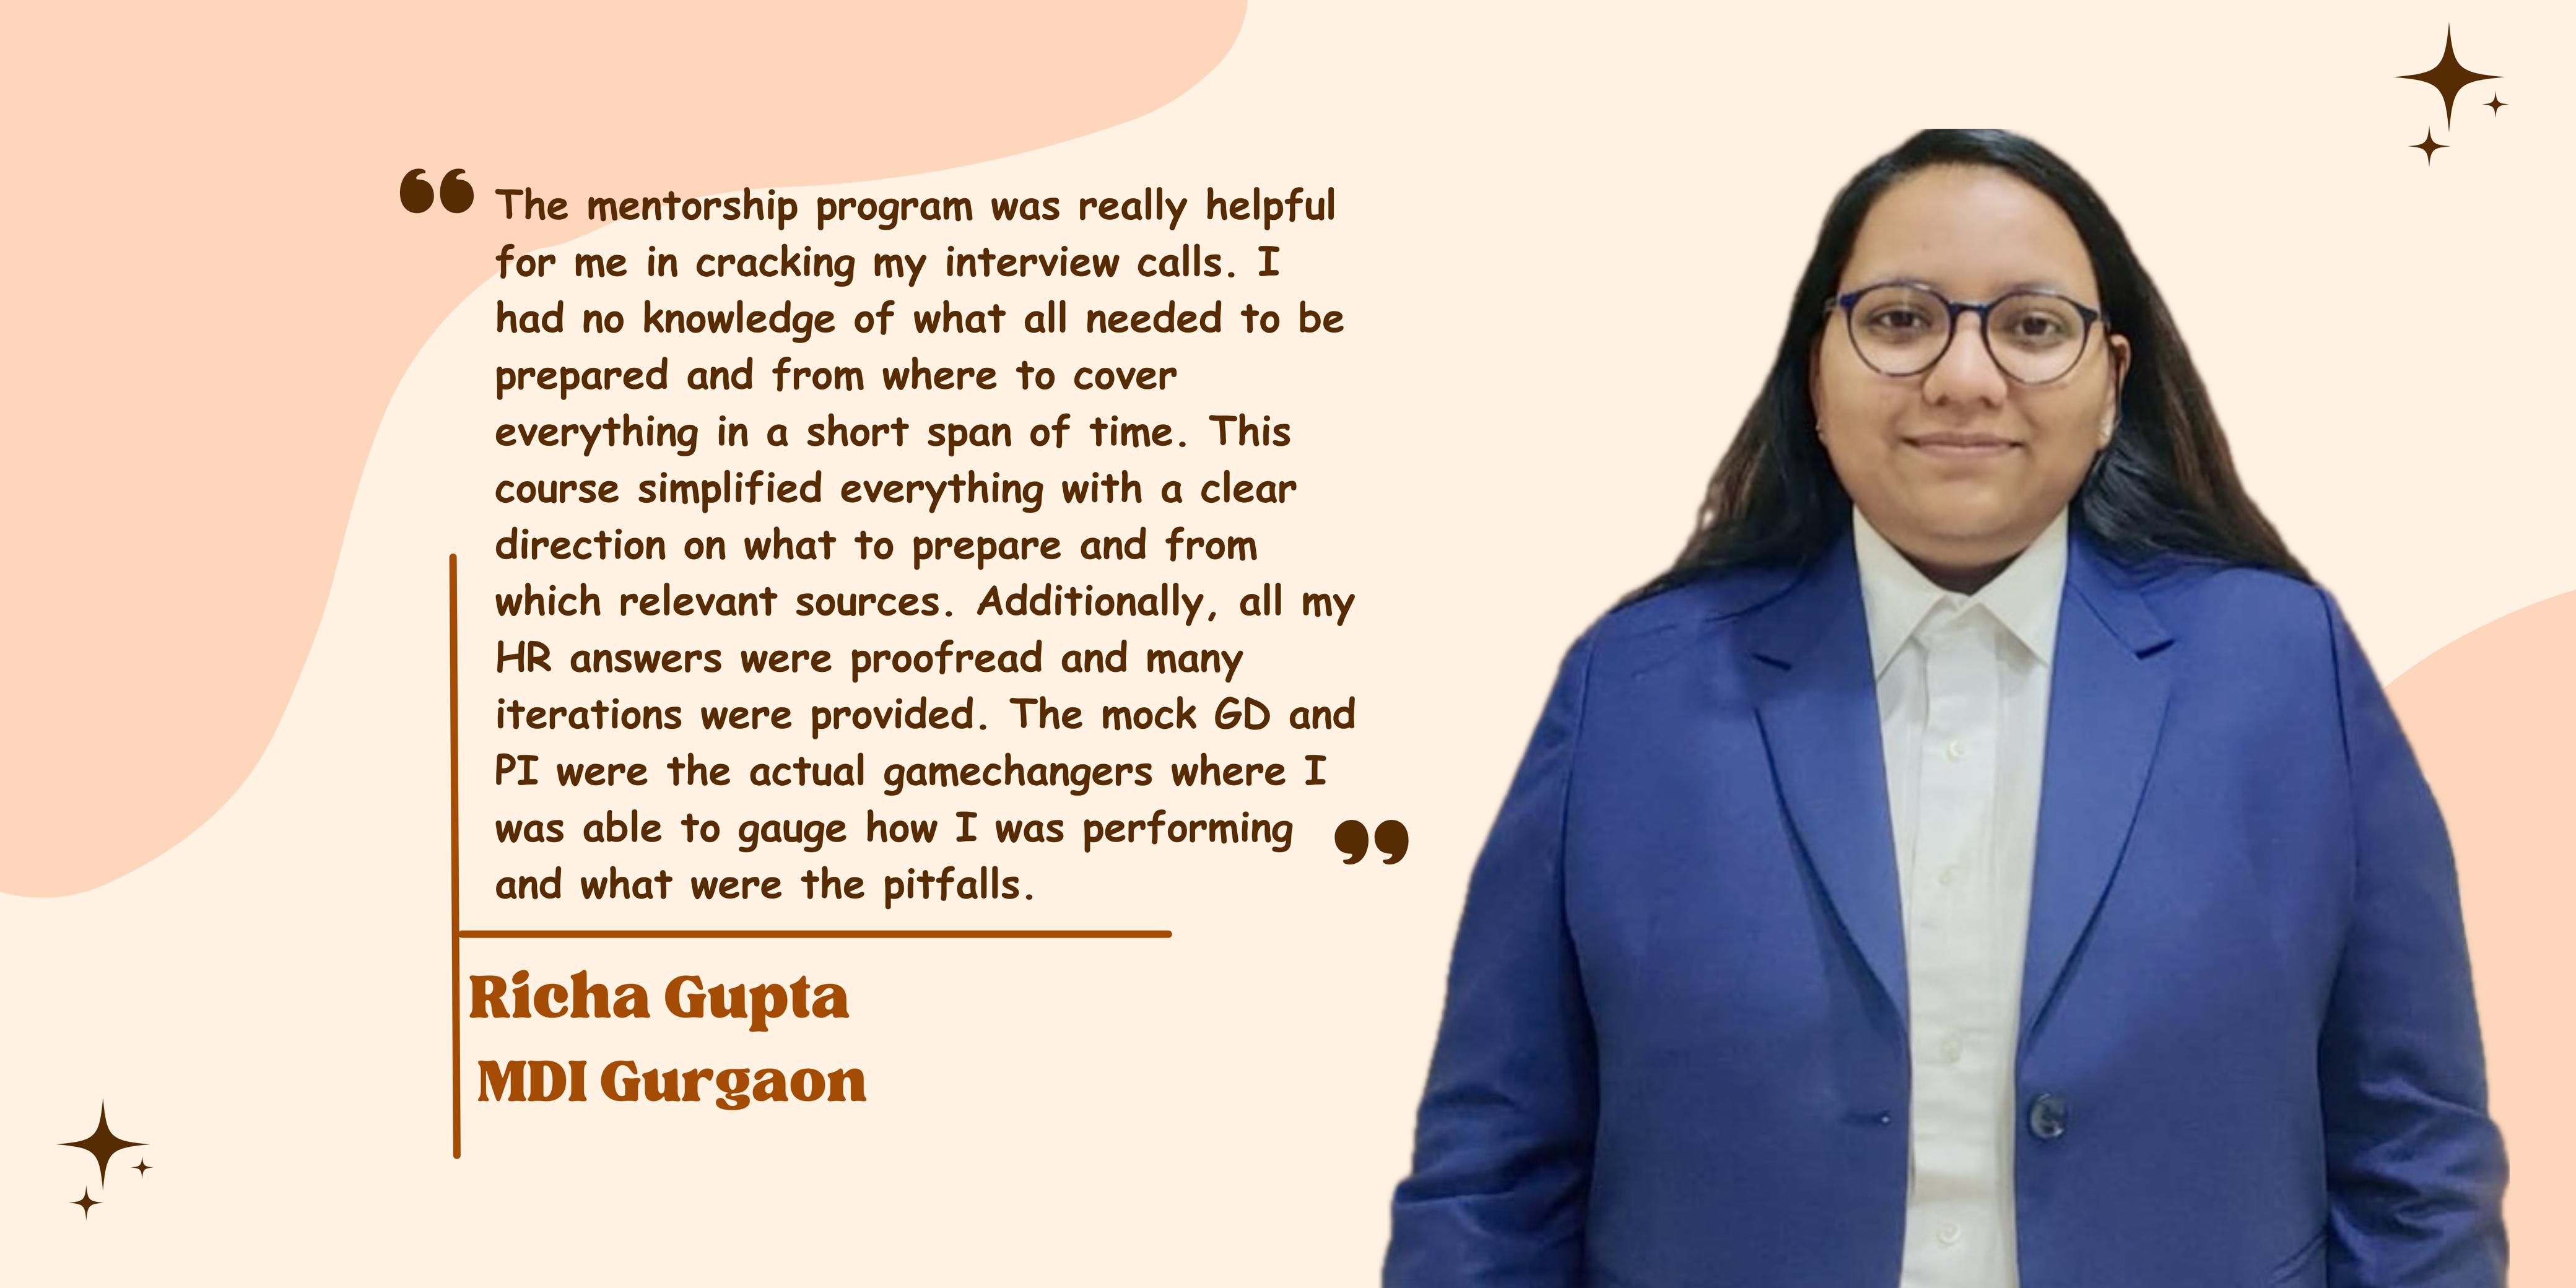 “ The mentorship program was really helpful
for me in cracking my interview calls. I
had no knowledge of what all needed to be
prepared and from where to cover
everything in a short span of time. This
course simplified everything with a clear
direction on what to prepare and from
which relevant sources. Additionally, all my
HR answers were proofread and many
iterations were provided. The mock GD and
PI were the actual gamechangers where I
was able to gauge how I was performing
and what were the pitfalls. ”
Richa Gupta
MDI Gurgaon